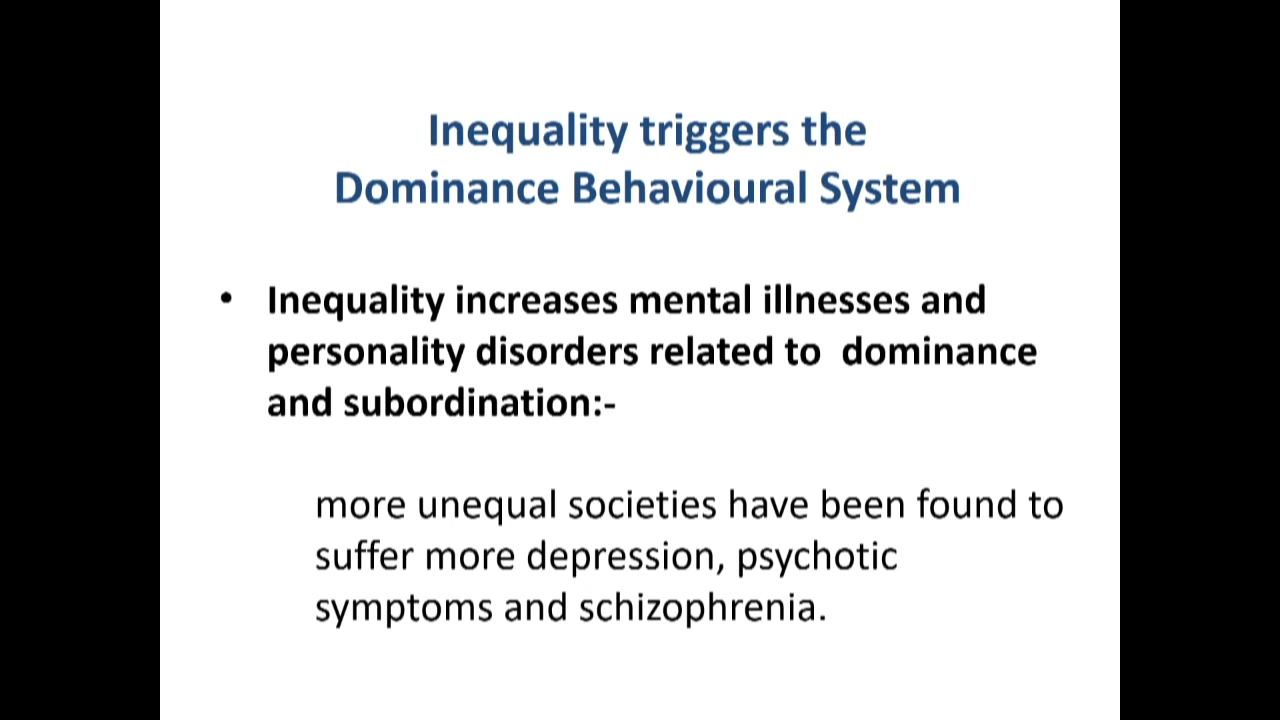 Inequality triggers the
Dominance Behavioural System
• Inequality increases mental illnesses and
personality disorders related to  dominance
and subordination:-
more unequal societies have been found to
suffer more depression, psychotic
symptoms and schizophrenia.